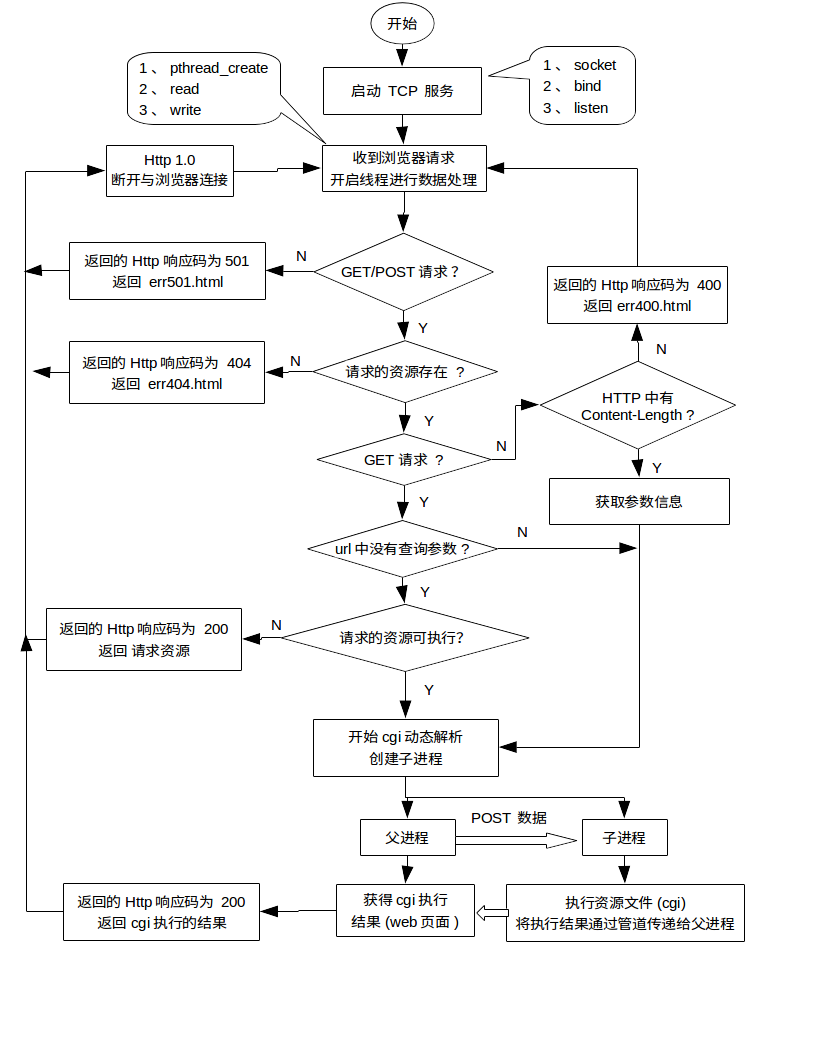 开始
1 、 pthread_create
2 、 read
3 、 write
启动 TCP 服务
1 、 socket
2 、 bind
3 、 listen
Http 1.0
断开与浏览器连接
收到浏览器请求
开启线程进行数据处理
返回的 Http 响应码为 501
返回 err501.html
N
GET/POST 请求 ?
Y
返回的 Http 响应码为 400
返回 err400.html
返回的 Http 响应码为 404
返回 err404.html
N
请求的资源存在 ?
Y
N
HTTP 中有
Content-Length ?
Y
GET 请求 ?
N
Y
获取参数信息
url 中没有查询参数 ?
N
Y
返回的 Http 响应码为 200
返回 请求资源
N
请求的资源可执行?
Y
开始 cgi 动态解析
创建子进程
父进程
POST 数据
子进程
返回的 Http 响应码为 200
返回 cgi 执行的结果
获得 cgi 执行
结果 (web 页面 )
执行资源文件 (cgi)
将执行结果通过管道传递给父进程